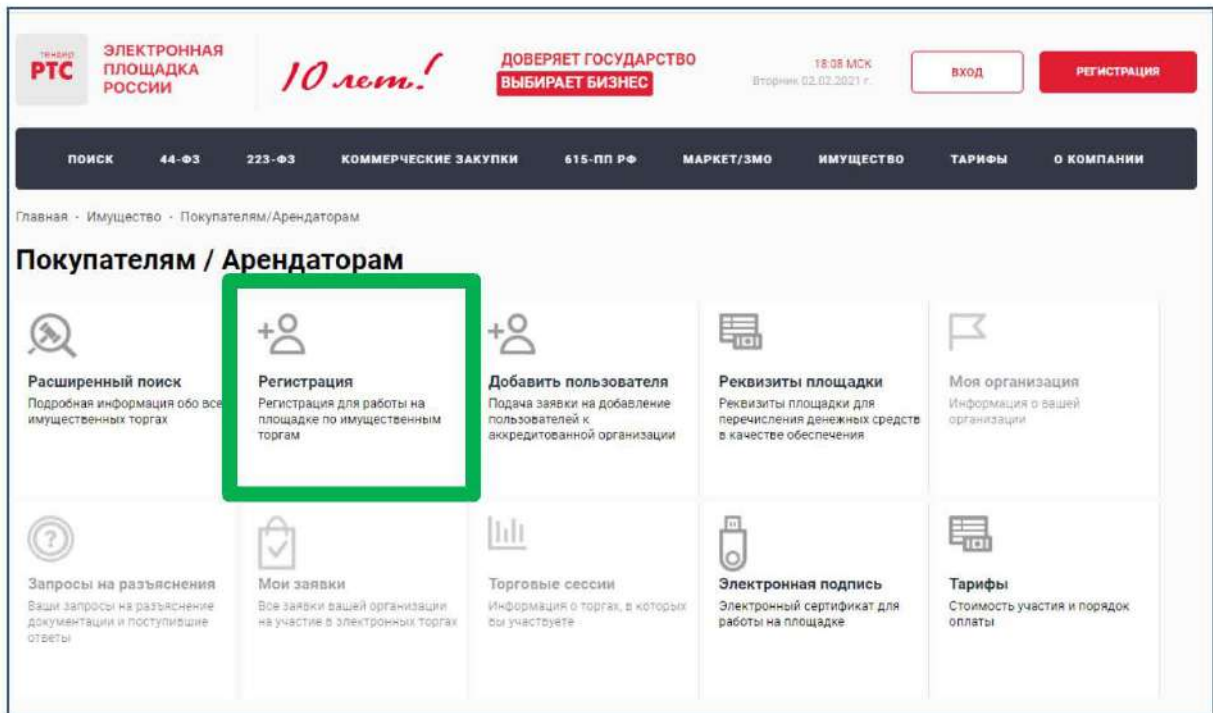 ТЕНДЕР
РТС
ЭЛЕКТРОННАЯ
ПЛОЩАДКА
РОССИИ
10 лет!
ДОВЕРЯЕТ ГОСУДАРСТВО
ВЫБИРАЕТ БИЗНЕС
18:08 МСК
Вторник 02.02.2021 г.
ВХОД
РЕГИСТРАЦИЯ
ПОИСК 44-ФЗ 223-ФЗ КОММЕРЧЕСКИЕ ЗАКУПКИ 615-ПП РФ МАРКЕТ/ЗМО ИМУЩЕСТВО ТАРИФЫ О КОМПАНИИ
Главная - Имущество - Покупателям/Арендаторам
Покупателям / Арендаторам
Расширенный поиск
Подробная информация обо все
имущественных торгах
Регистрация
Регистрация для работы на
площадке по имущественным
торгам
Добавить пользователя
Подача заявки на добавление
пользователей к
аккредитованной организации
Реквизиты площадки
Реквизиты площадки для
перечисления денежных средств
в качестве обеспечения
Моя организация
Информация о вашей
организации
Запросы на разъяснения
Ваши запросы на разъяснение
документации и поступившие
ответы
Мои заявки
Все заявки вашей организации
на участие в электронных торгах
Торговые сессии
Информация о торгах, в которых
вы участвуете
Электронная подпись
Электронный сертификат для
работы на площадке
Тарифы
Стоимость участия и порядок
оплаты